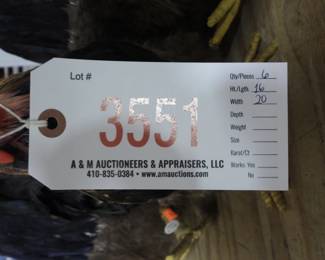 Lot #
3551
A & M AUCTIONEERS & APPRAISERS, LLC
410-835-0384 • www.amauctions.com
Qty/Pieces 6
Ht./Lgth 16
Width 20
Depth
Weight
Size
Karat/Ct
Works Yes
No